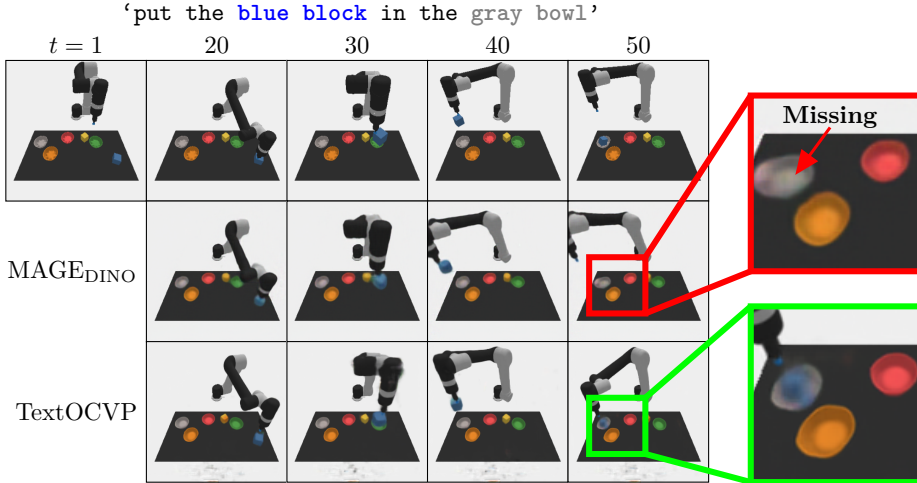 ‘put the blue block in the gray bowl’
t = 1 20 30 40 50
Missing
MAGE_DINO
TextOCVP